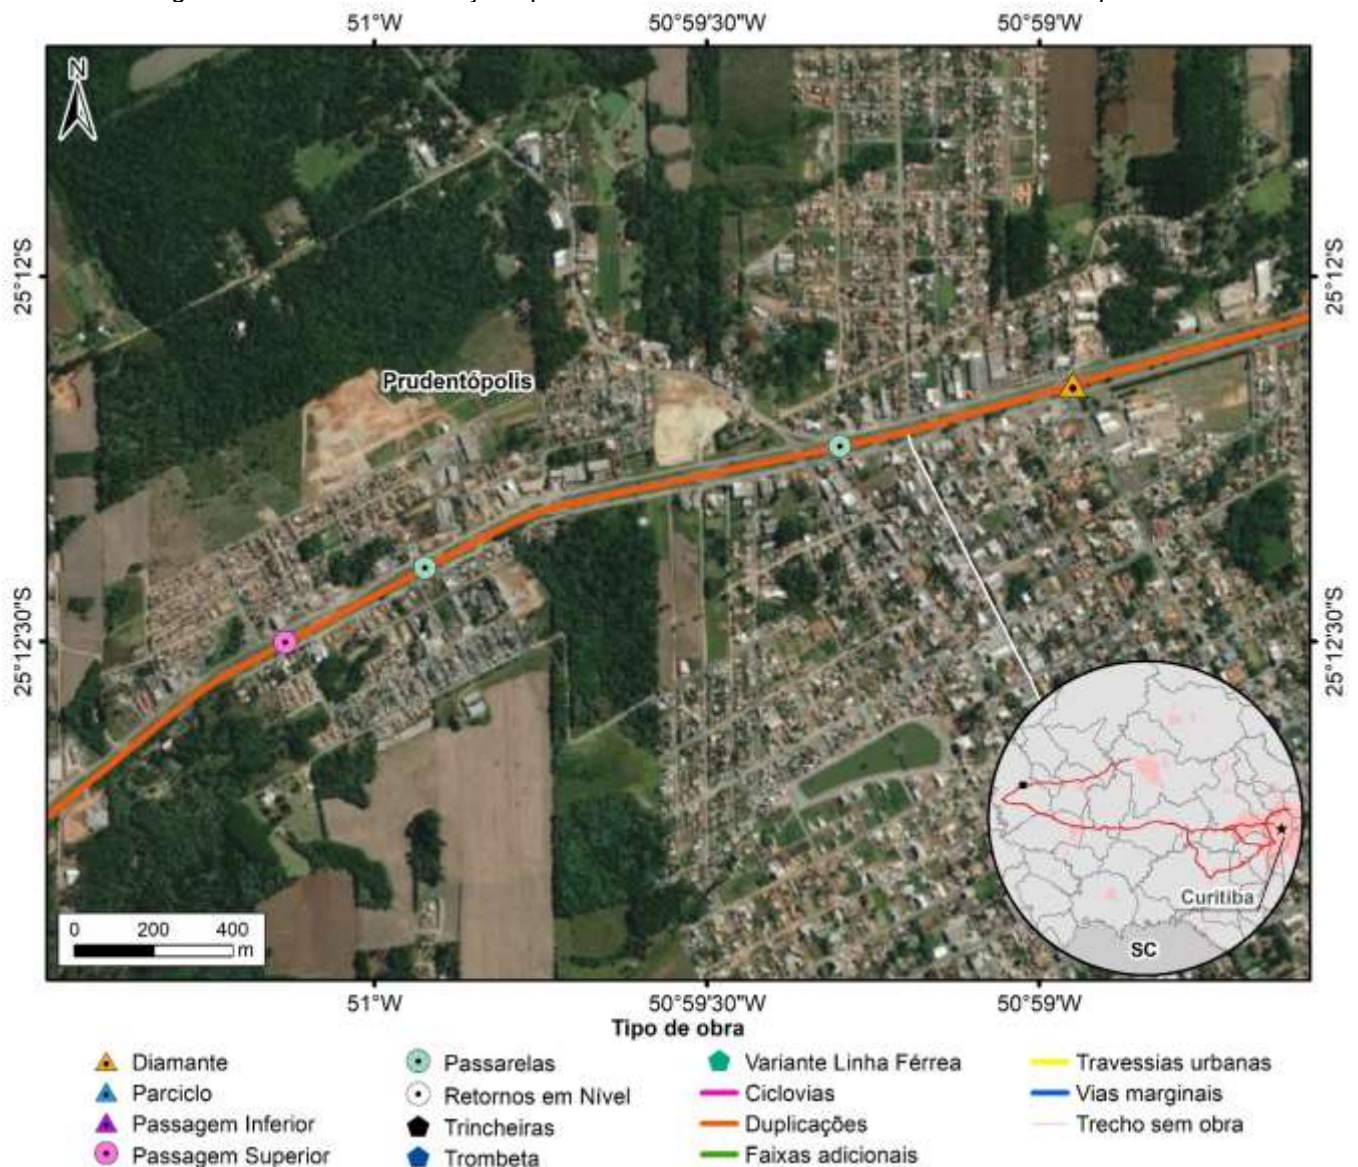 51°W 50°59'30"W 50°59'W
N
25°12'S 25°12'S
Prudentópolis
25°12'30"S 25°12'30"S
Curitiba
SC
0 200 400
m
51°W 50°59'30"W 50°59'W
Tipo de obra
Diamante Passarelas Variante Linha Férrea Travessias urbanas
Parciclo Retornos em Nível Ciclovias Vias marginais
Passagem Inferior Trincheiras Duplicações Trecho sem obra
Passagem Superior Trombeta Faixas adicionais